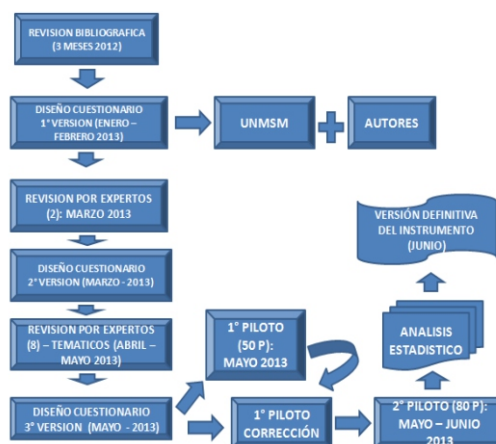 REVISION BIBLIOGRAFICA
(3 MESES 2012)
DISEÑO CUESTIONARIO
1° VERSION (ENERO –
FEBRERO 2013)
UNMSM
AUTORES
REVISION POR EXPERTOS
(2): MARZO 2013
DISEÑO CUESTIONARIO
2° VERSION (MARZO - 2013)
REVISION POR EXPERTOS
(8) – TEMATICOS (ABRIL –
MAYO 2013)
DISEÑO CUESTIONARIO
3° VERSION (MAYO - 2013)
1° PILOTO
(50 P):
MAYO 2013
1° PILOTO
CORRECCIÓN
2° PILOTO (80 P):
MAYO – JUNIO
2013
ANALISIS
ESTADISTICO
VERSIÓN DEFINITIVA
DEL INSTRUMENTO
(JUNIO)